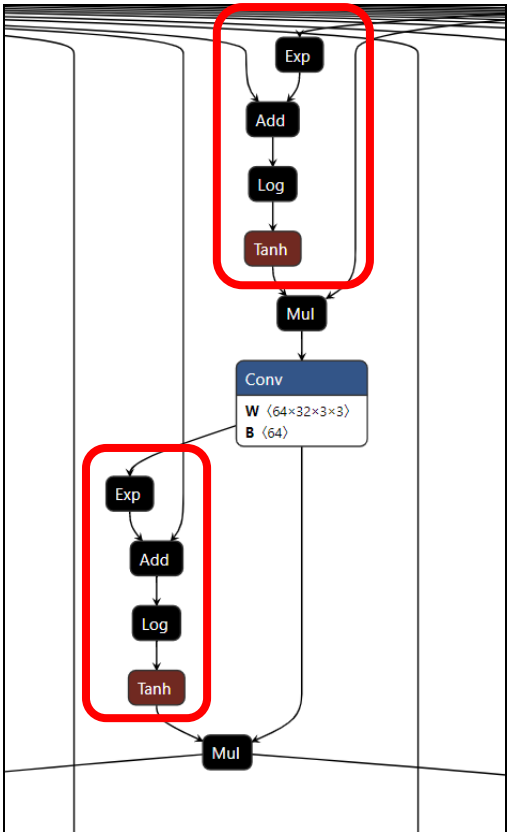 Exp
Add
Log
Tanh
Mul
Conv
W〈64×32×3×3〉
B〈64〉
Exp
Add
Log
Tanh
Mul